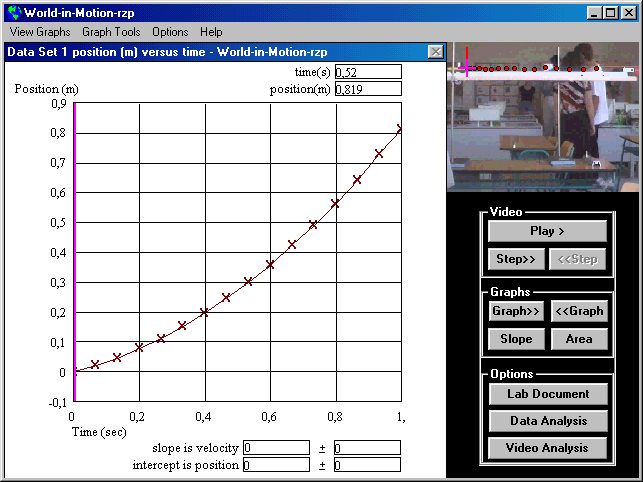 World-in-Motion-rzp
View Graphs Graph Tools Options Help
Data Set 1 position (m) versus time - World-in-Motion-rzp
time(s) 0,52
Position (m) position(m) 0,819
0,9
0,8
0,7
0,6
0,5
0,4
0,3
0,2
0,1
0
-0,1
0 0,2 0,4 0,6 0,8 1,
Time (sec)
slope is velocity 0 ± 0
intercept is position 0 ± 0
Video
Play >
Step>> <<Step
Graphs
Graph>> <<Graph
Slope Area
Options
Lab Document
Data Analysis
Video Analysis